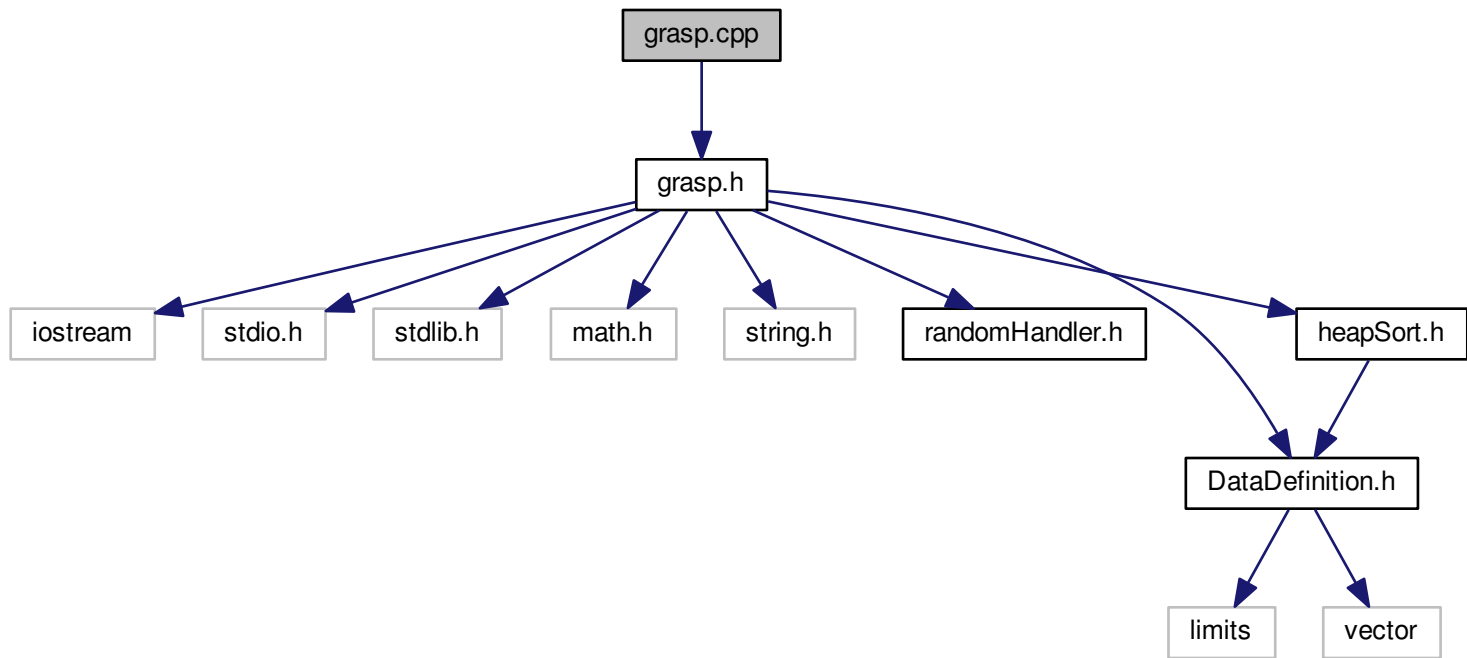 grasp.cpp
grasp.h
iostream
stdio.h
stdlib.h
math.h
string.h
randomHandler.h
heapSort.h
DataDefinition.h
limits
vector